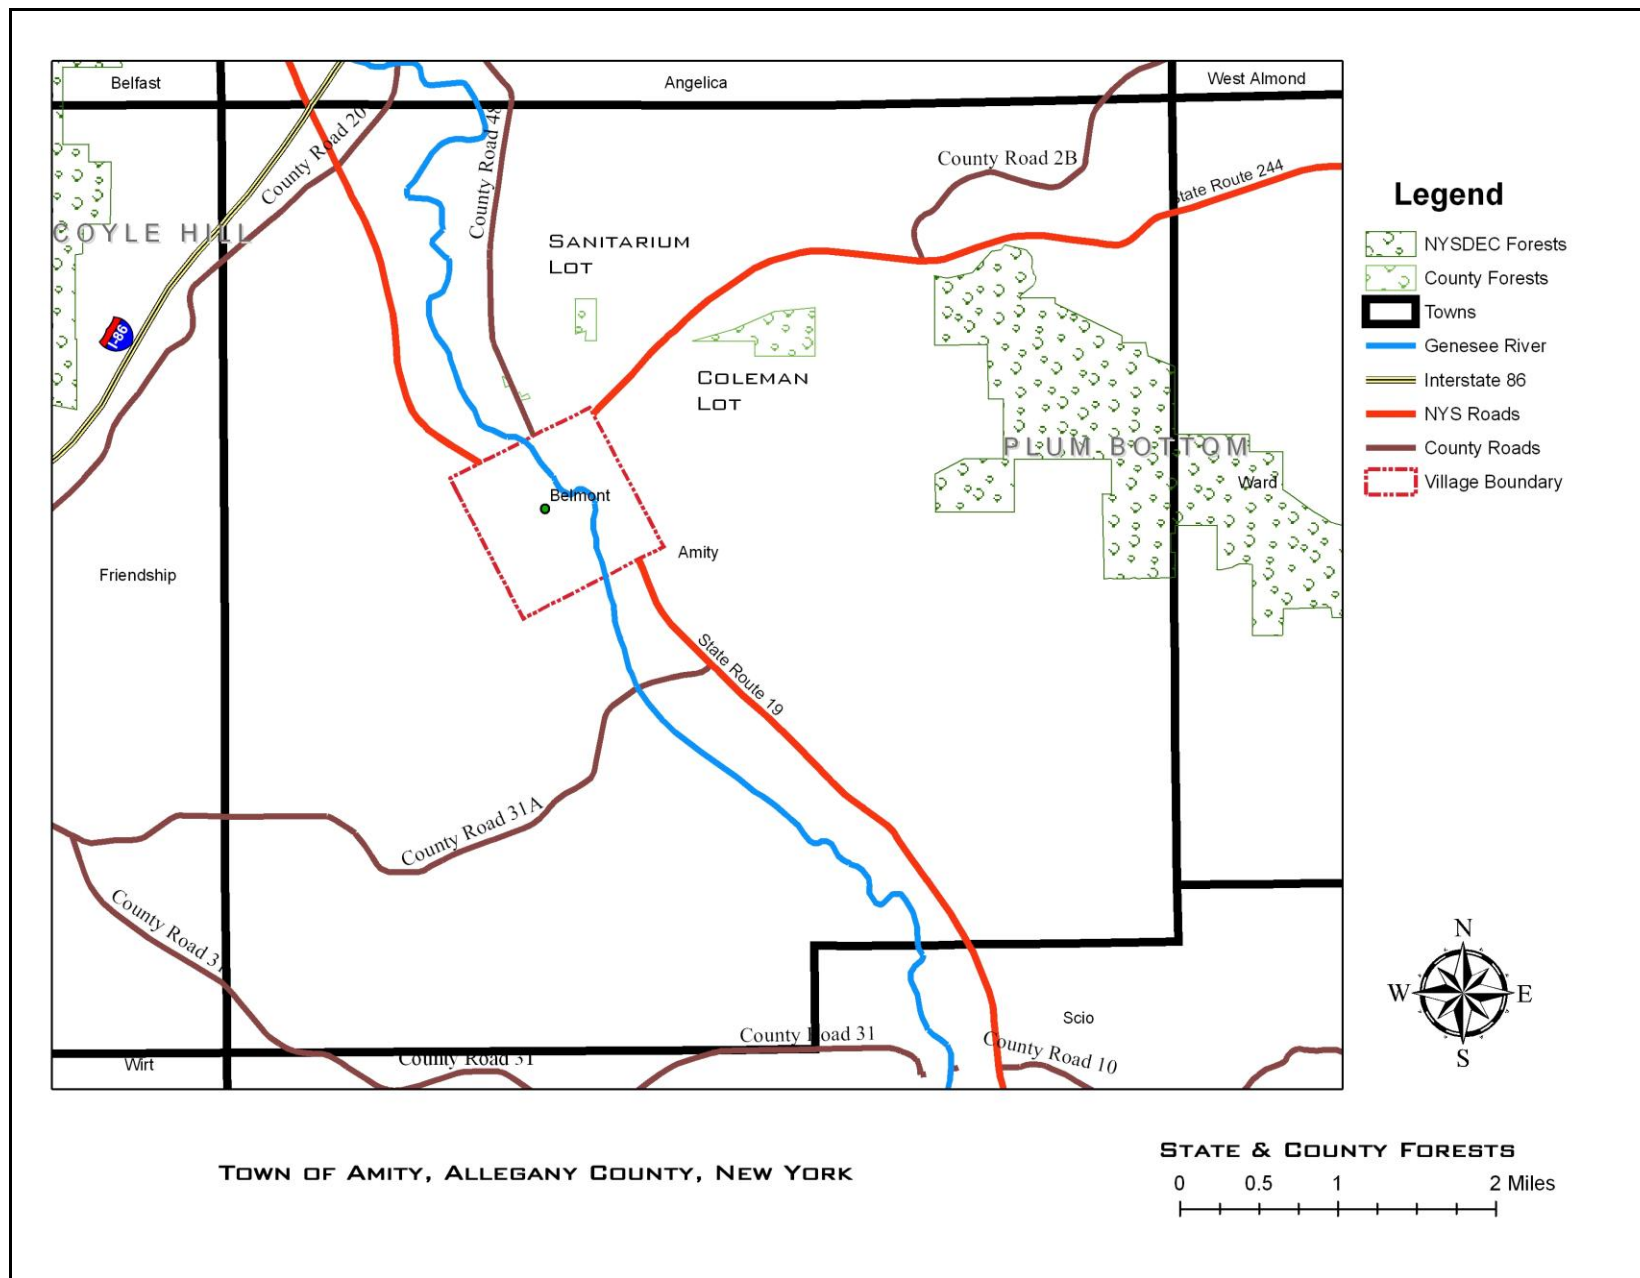 Belfast
Angelica
West Almond
County Road 20
County Road 48
County Road 2B
State Route 244
COYLE HILL
SANITARIUM
LOT
I-86
COLEMAN
LOT
PLUM BOTTOM
Ward
Belmont
Amity
Friendship
State Route 19
County Road 31A
County Road 31
Scio
County Road 31
County Road 10
County Road 31
Wirt
Legend
NYSDEC Forests
County Forests
Towns
Genesee River
Interstate 86
NYS Roads
County Roads
Village Boundary
N
W E
S
TOWN OF AMITY, ALLEGANY COUNTY, NEW YORK
STATE & COUNTY FORESTS
0 0.5 1 2 Miles